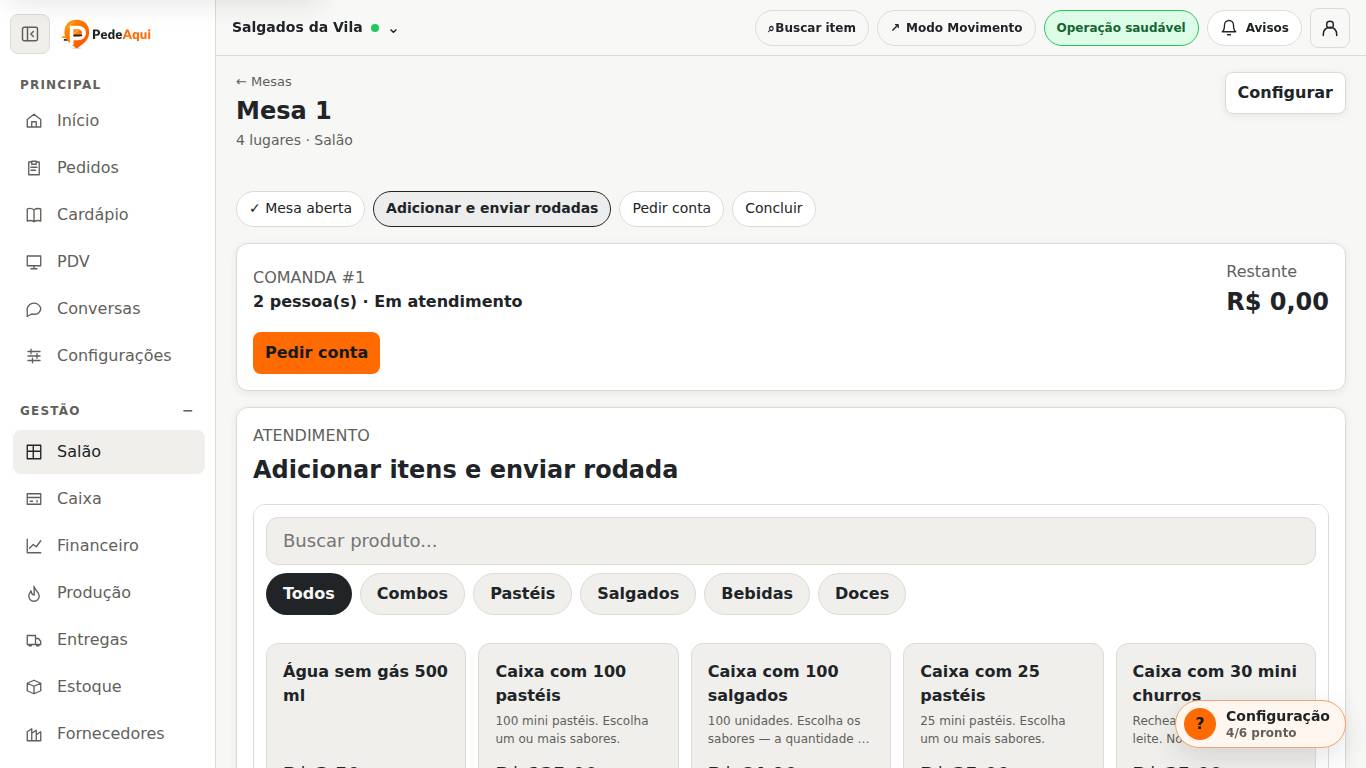 PedeAqui
Salgados da Vila
Buscar item
↗ Modo Movimento
Operação saudável
Avisos
PRINCIPAL
Início
Pedidos
Cardápio
PDV
Conversas
Configurações
GESTÃO −
Salão
Caixa
Financeiro
Produção
Entregas
Estoque
Fornecedores
← Mesas
Mesa 1
4 lugares · Salão
Configurar
✓ Mesa aberta
Adicionar e enviar rodadas
Pedir conta
Concluir
COMANDA #1
2 pessoa(s) · Em atendimento
Restante
R$ 0,00
Pedir conta
ATENDIMENTO
Adicionar itens e enviar rodada
Buscar produto...
Todos
Combos
Pastéis
Salgados
Bebidas
Doces
Água sem gás 500
ml
Caixa com 100
pastéis
100 mini pastéis. Escolha
um ou mais sabores.
Caixa com 100
salgados
100 unidades. Escolha os
sabores — a quantidade ...
Caixa com 25
pastéis
25 mini pastéis. Escolha
um ou mais sabores.
Caixa com 30 mini
churros
leite.
?
Configuração
4/6 pronto